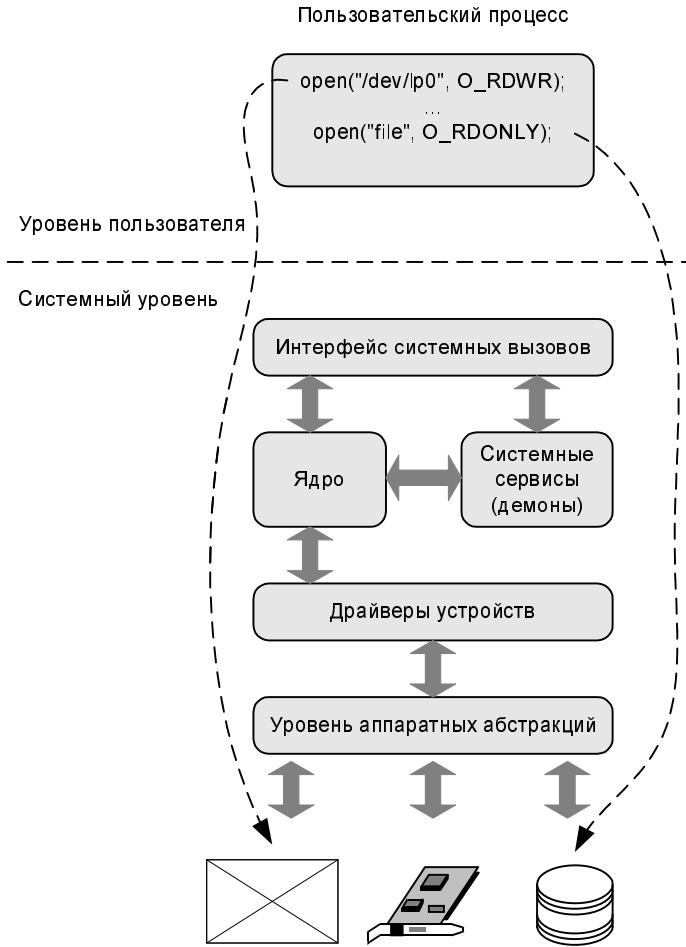 Пользовательский процесс
open("/dev/lp0", O_RDWR);
...
open("file", O_RDONLY);
Уровень пользователя
Системный уровень
Интерфейс системных вызовов
Ядро
Системные
сервисы
(демоны)
Драйверы устройств
Уровень аппаратных абстракций